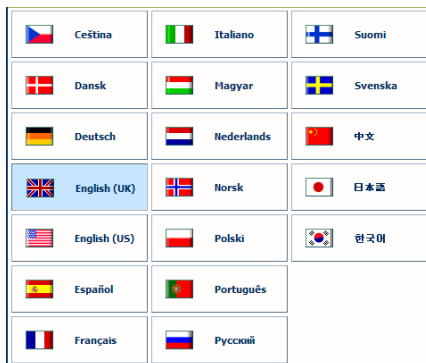 Čeština
Italiano
Suomi
Dansk
Magyar
Svenska
Deutsch
Nederlands
中文
English (UK)
Norsk
日本語
English (US)
Polski
한국어
Español
Português
Français
Русский